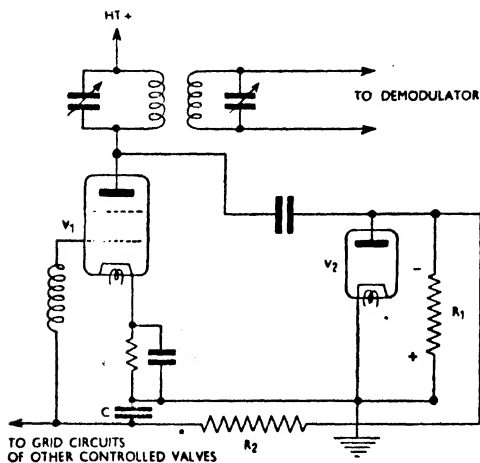 HT +
TO DEMODULATOR
V1
V2
R1
-
+
C
R2
TO GRID CIRCUITS
OF OTHER CONTROLLED VALVES